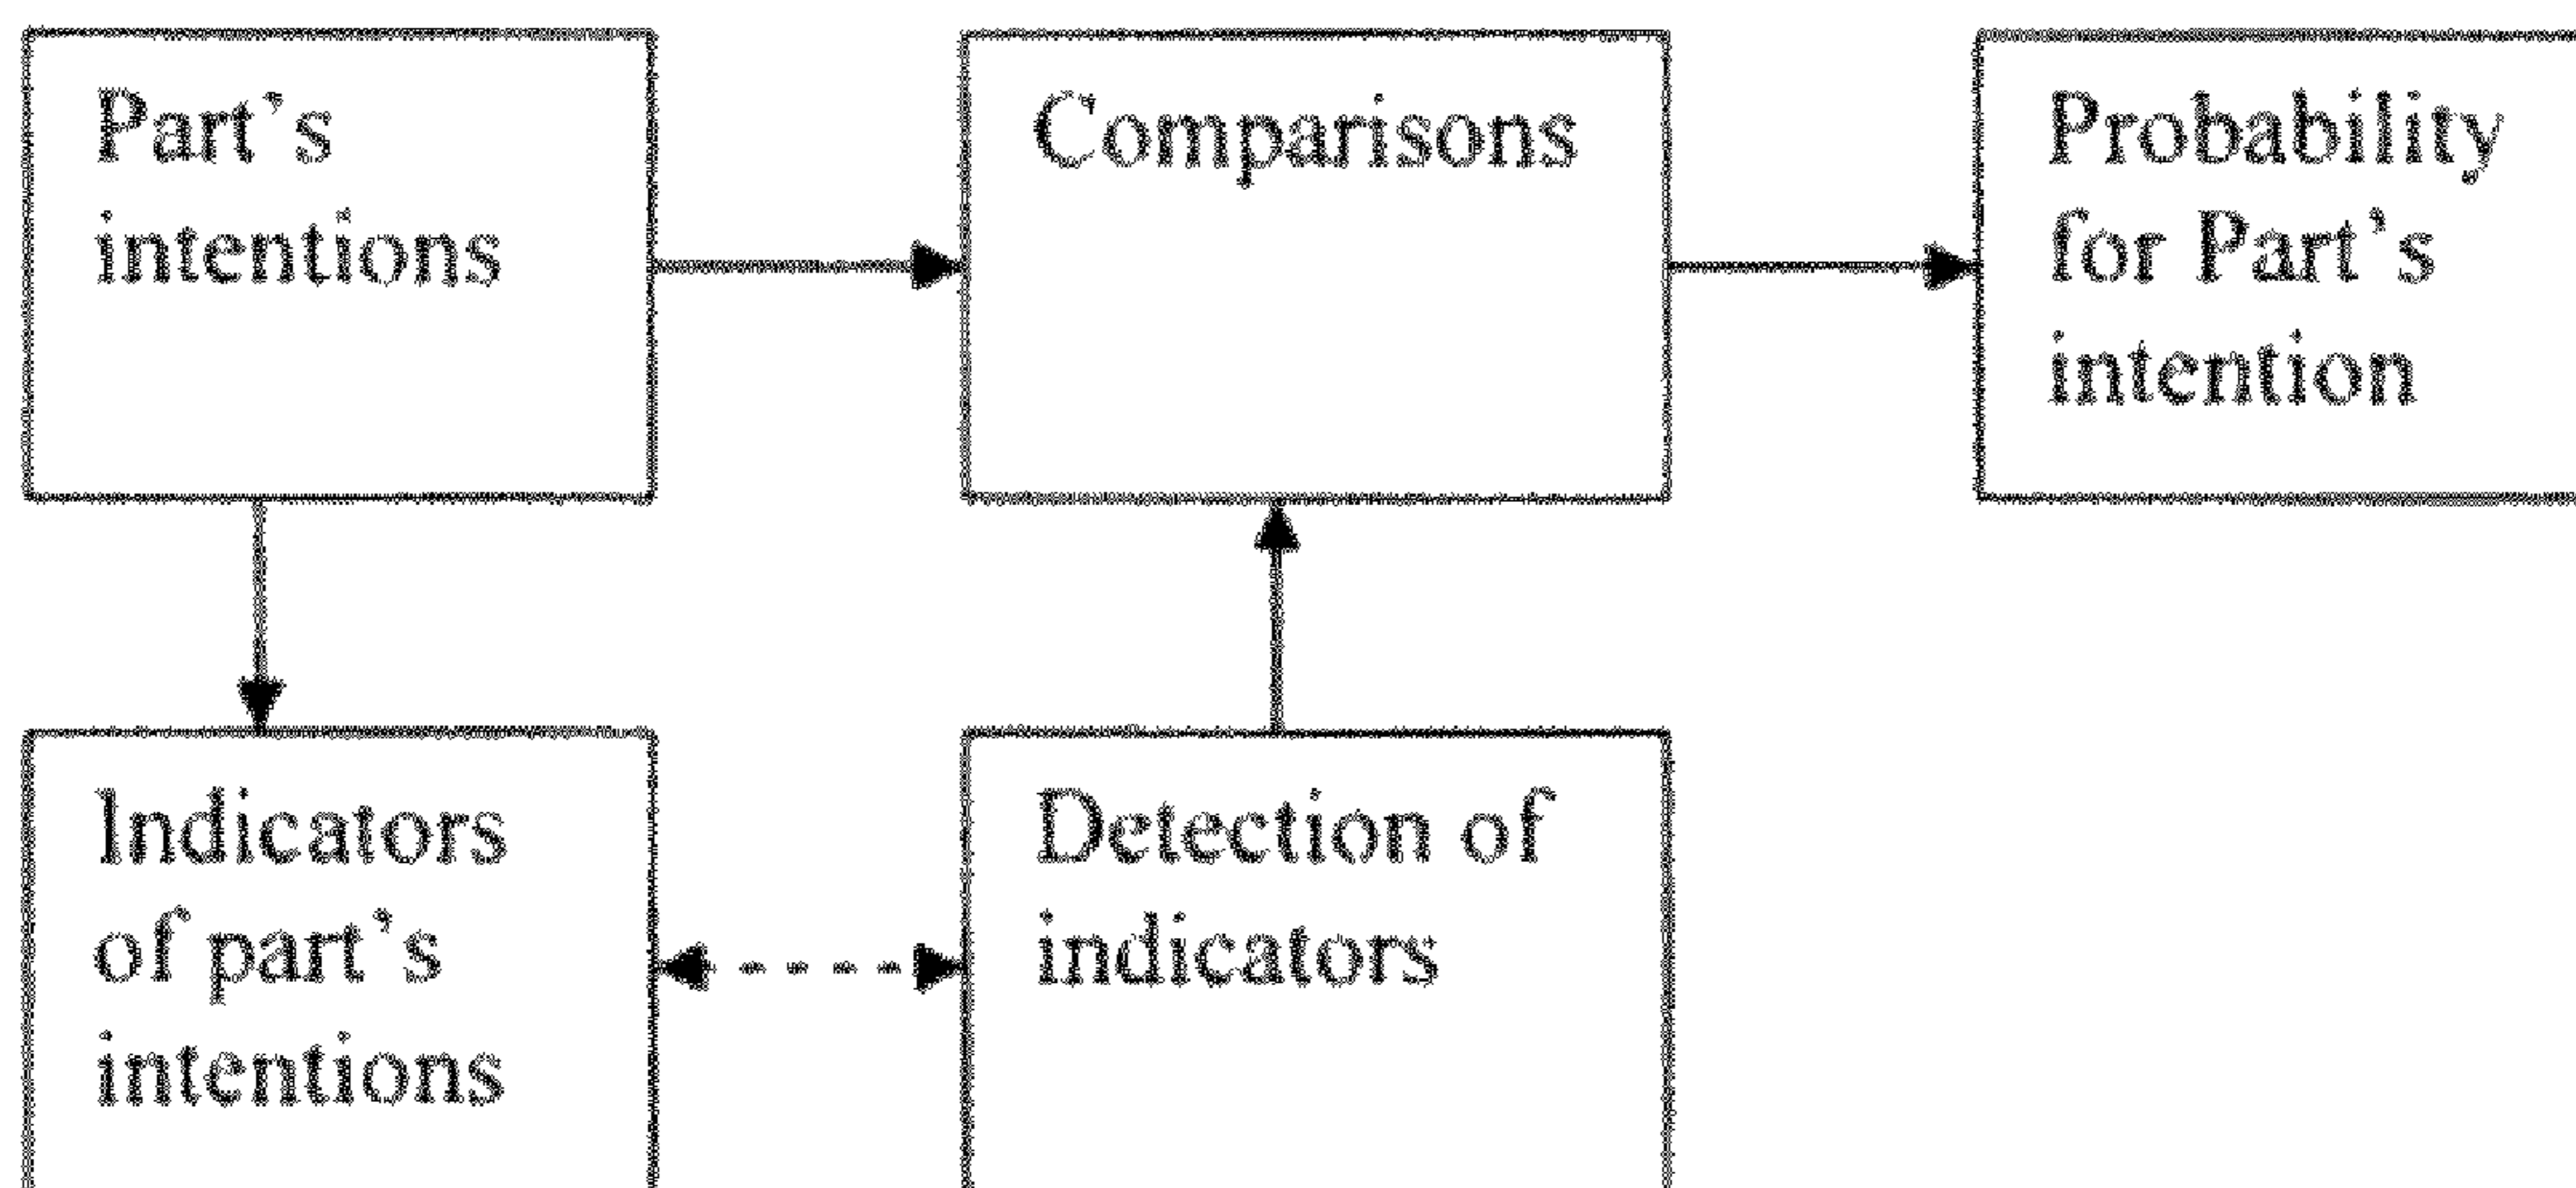 Part's
intentions
Comparisons
Probability
for Part's
intention
Indicators
of part's
intentions
Detection of
indicators